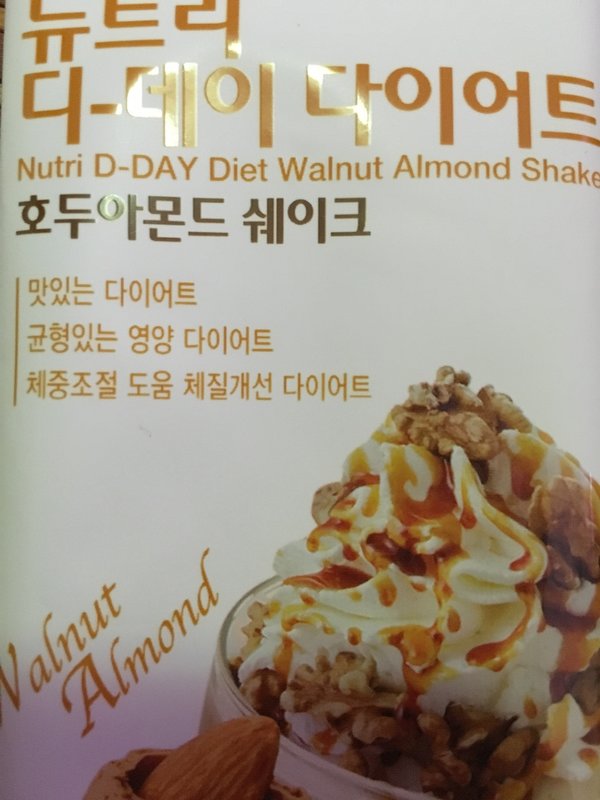 뉴트리
디-데이 다이어트
Nutri D-DAY Diet Walnut Almond Shake
호두아몬드 쉐이크
맛있는 다이어트
균형있는 영양 다이어트
체중조절 도움 체질개선 다이어트
Walnut
Almond